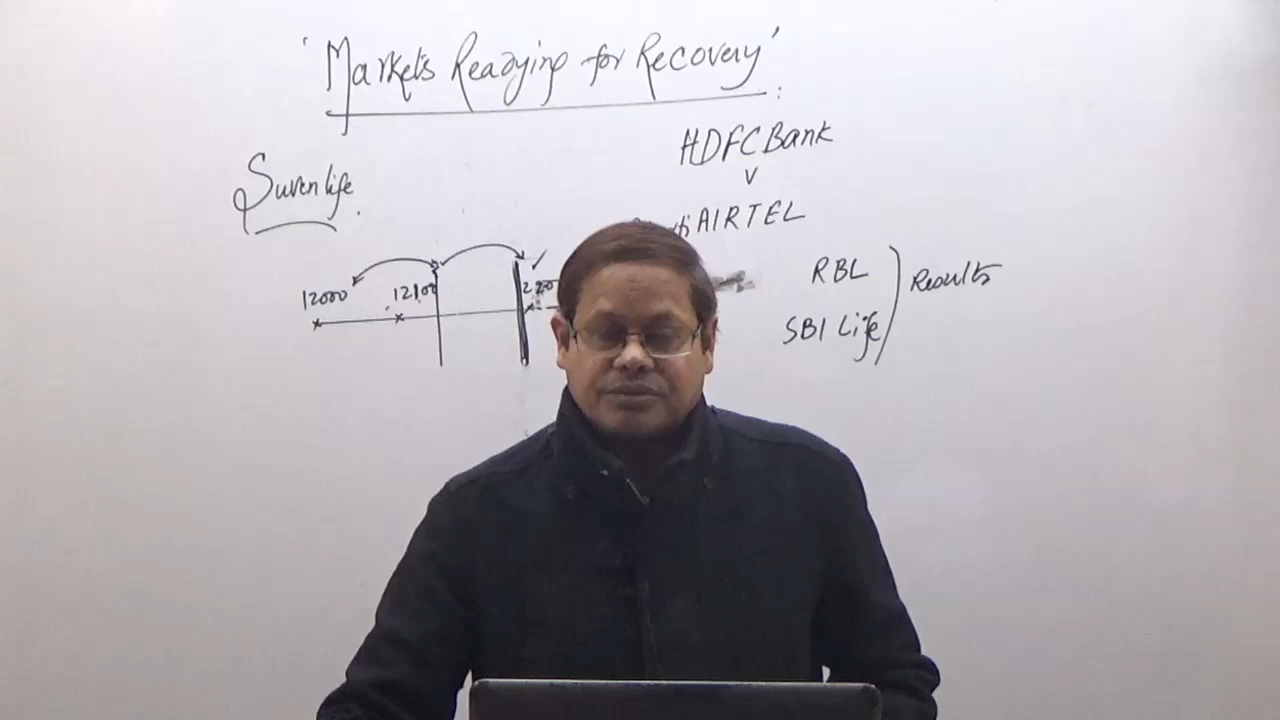 'Markets Readying for Recovery':
HDFC Bank
v
Suvenlife.
AIRTEL
RBL
Results
12000
12100
SBI Life